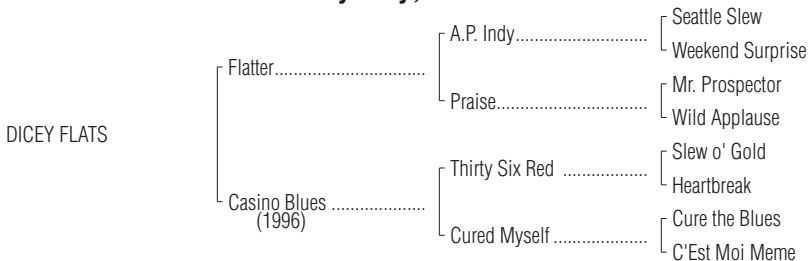 Seattle Slew
A.P. Indy..............................
Weekend Surprise
Flatter...................................
Mr. Prospector
Praise...................................
Wild Applause
DICEY FLATS
Slew o' Gold
Thirty Six Red ....................
Heartbreak
Casino Blues ......................
(1996)
Cure the Blues
Cured Myself ......................
C'Est Moi Meme